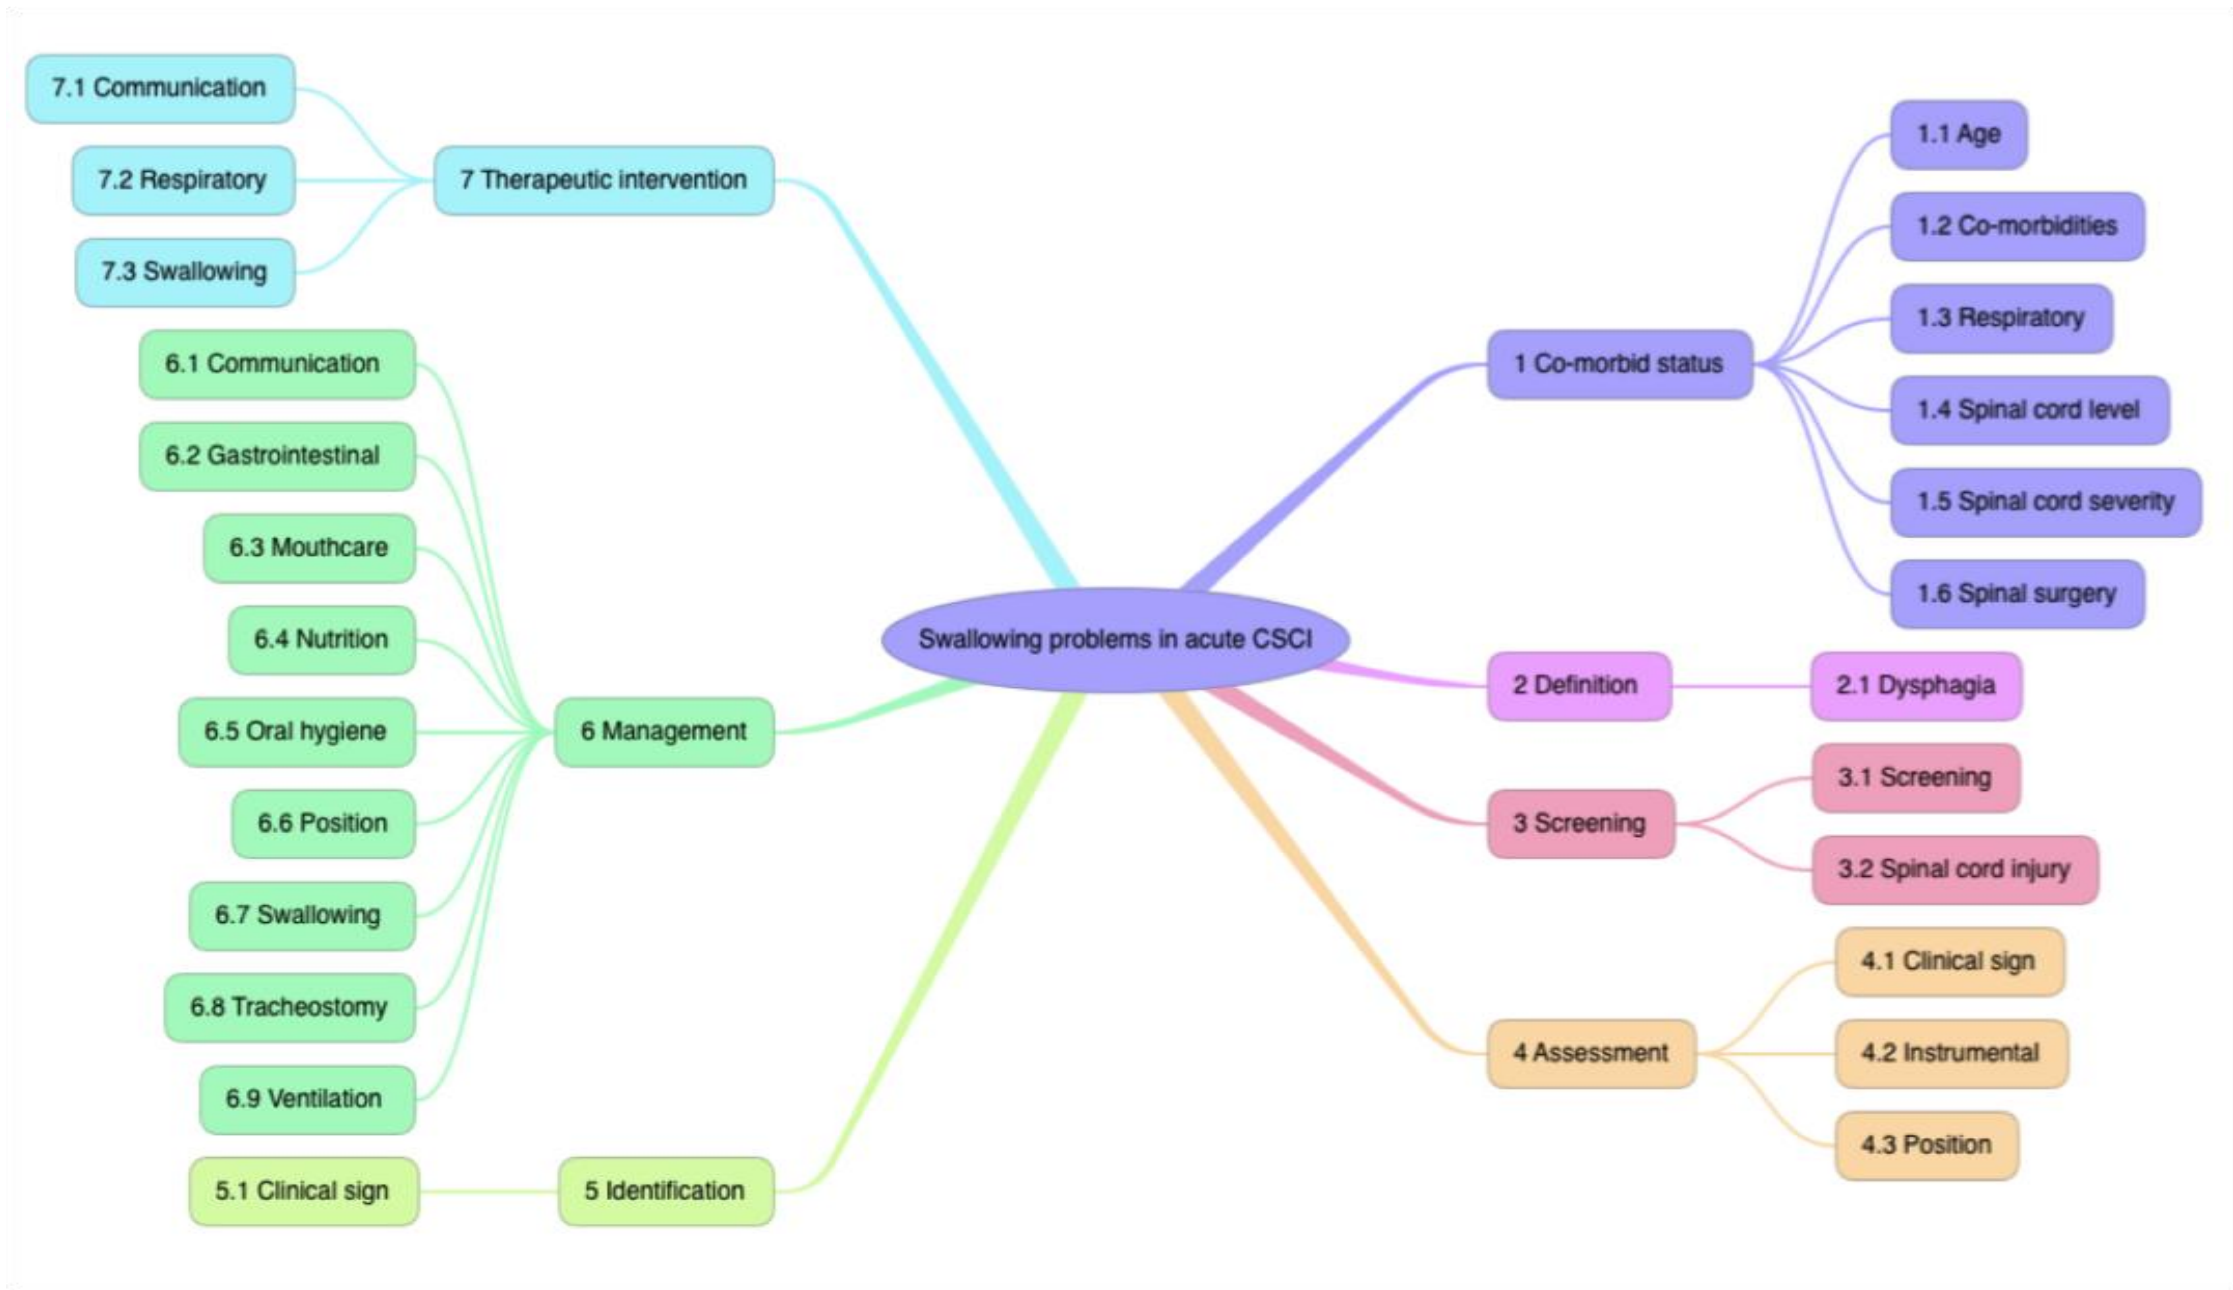 7.1 Communication
7.2 Respiratory
7.3 Swallowing
7 Therapeutic intervention
6.1 Communication
6.2 Gastrointestinal
6.3 Mouthcare
6.4 Nutrition
6.5 Oral hygiene
6.6 Position
6.7 Swallowing
6.8 Tracheostomy
6.9 Ventilation
6 Management
5.1 Clinical sign
5 Identification
Swallowing problems in acute CSCI
1 Co-morbid status
1.1 Age
1.2 Co-morbidities
1.3 Respiratory
1.4 Spinal cord level
1.5 Spinal cord severity
1.6 Spinal surgery
2 Definition
2.1 Dysphagia
3 Screening
3.1 Screening
3.2 Spinal cord injury
4 Assessment
4.1 Clinical sign
4.2 Instrumental
4.3 Position